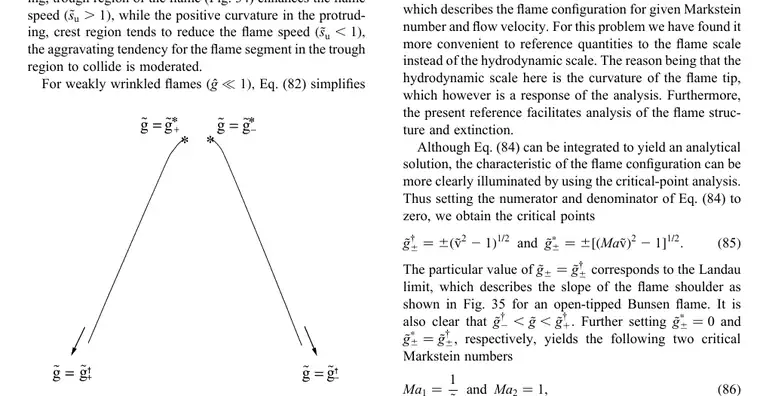 ing, trough region of the flame (Fig. 34) enhances the flame
speed (s̃ᵤ > 1), while the positive curvature in the protrud-
ing, crest region tends to reduce the flame speed (s̃ᵤ < 1),
the aggravating tendency for the flame segment in the trough
region to collide is moderated.
For weakly wrinkled flames (ĝ ≪ 1), Eq. (82) simplifies
g̃ = g̃*₊ g̃ = g̃*₋
* *
g̃ = g̃†₊ g̃ = g̃†₋
which describes the flame configuration for given Markstein
number and flow velocity. For this problem we have found it
more convenient to reference quantities to the flame scale
instead of the hydrodynamic scale. The reason being that the
hydrodynamic scale here is the curvature of the flame tip,
which however is a response of the analysis. Furthermore,
the present reference facilitates analysis of the flame struc-
ture and extinction.
Although Eq. (84) can be integrated to yield an analytical
solution, the characteristic of the flame configuration can be
more clearly illuminated by using the critical-point analysis.
Thus setting the numerator and denominator of Eq. (84) to
zero, we obtain the critical points
g̃†± = ±(ṽ² − 1)^1/2 and g̃*± = ±[(Maṽ)² − 1]^1/2. (85)
The particular value of g̃± = g̃†± corresponds to the Landau
limit, which describes the slope of the flame shoulder as
shown in Fig. 35 for an open-tipped Bunsen flame. It is
also clear that g̃†₋ < g̃ < g̃†₊. Further setting g̃*± = 0 and
g̃*± = g̃†±, respectively, yields the following two critical
Markstein numbers
Ma₁ = 1 and Ma₂ = 1, (86)